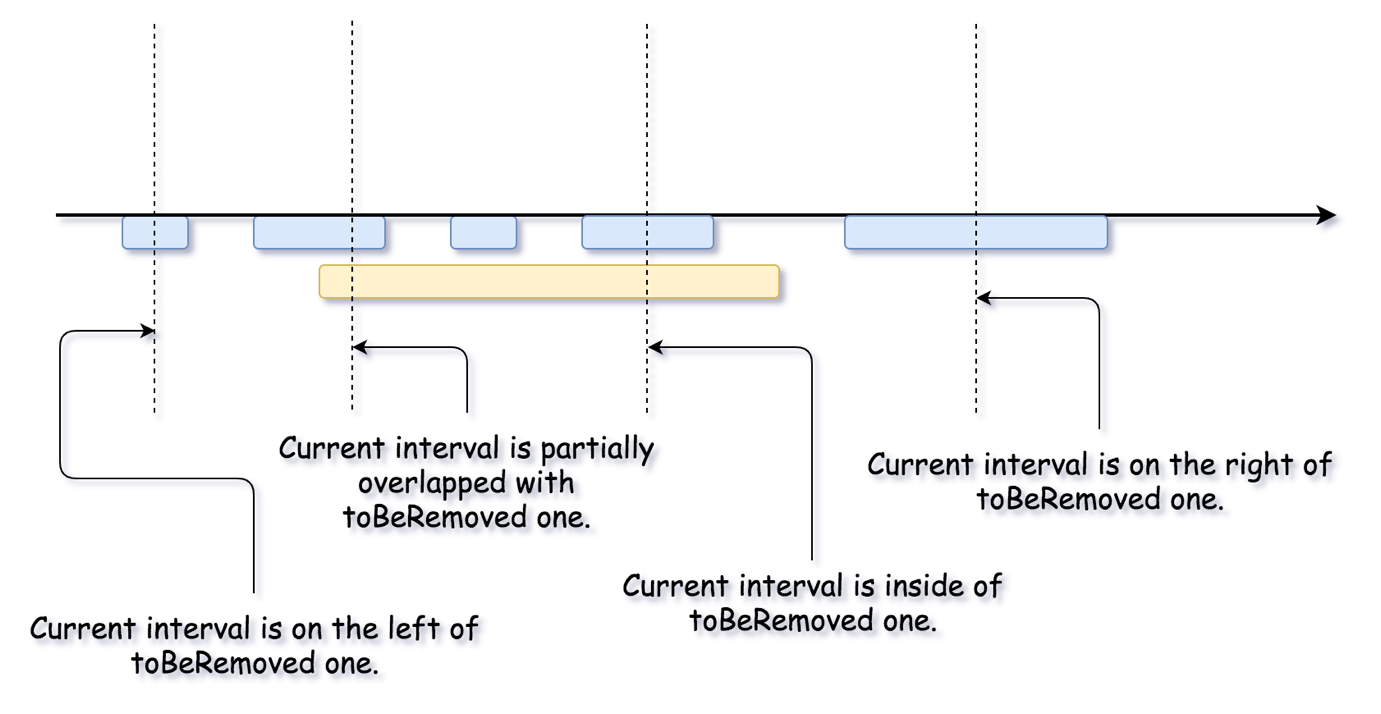 Current interval is partially
overlapped with
toBeRemoved one.
Current interval is on the right of
toBeRemoved one.
Current interval is inside of
toBeRemoved one.
Current interval is on the left of
toBeRemoved one.